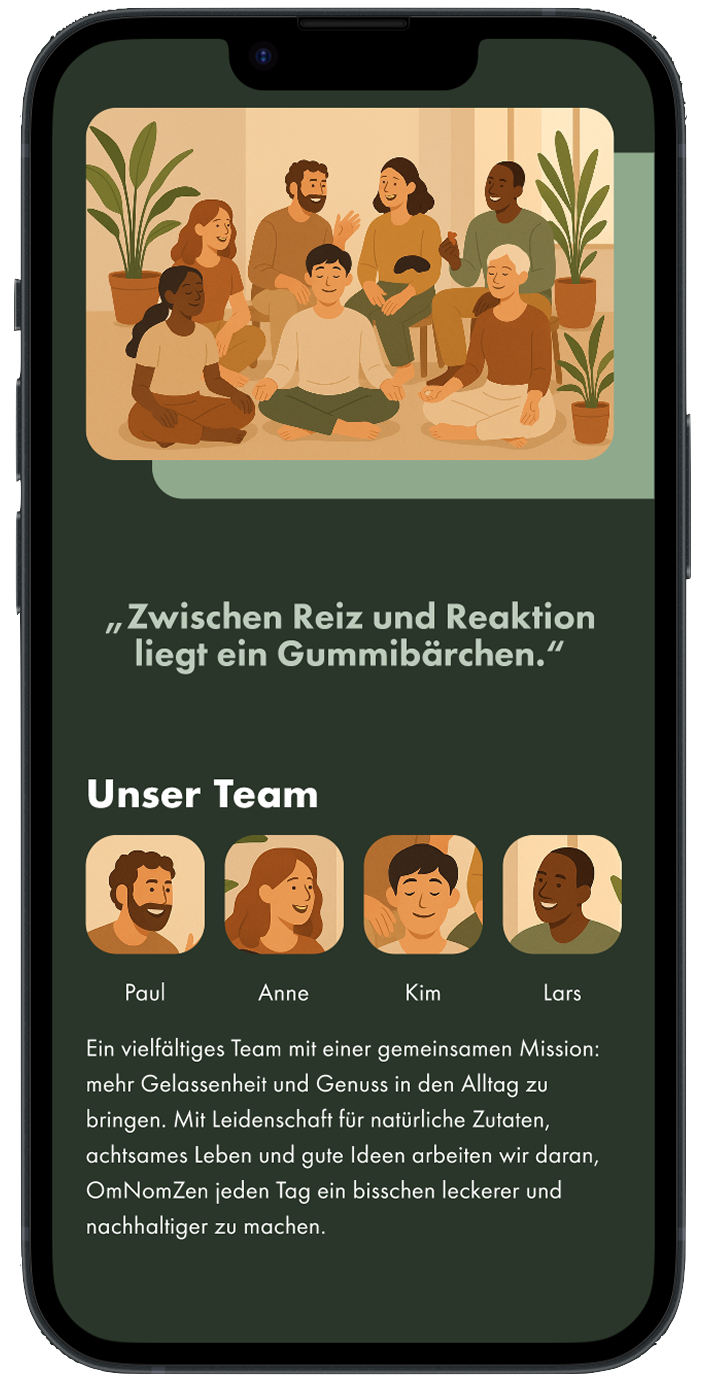 „Zwischen Reiz und Reaktion
liegt ein Gummibärchen.“
Unser Team
Paul Anne Kim Lars
Ein vielfältiges Team mit einer gemeinsamen Mission:
mehr Gelassenheit und Genuss in den Alltag zu
bringen. Mit Leidenschaft für natürliche Zutaten,
achtsames Leben und gute Ideen arbeiten wir daran,
OmNomZen jeden Tag ein bisschen leckerer und
nachhaltiger zu machen.